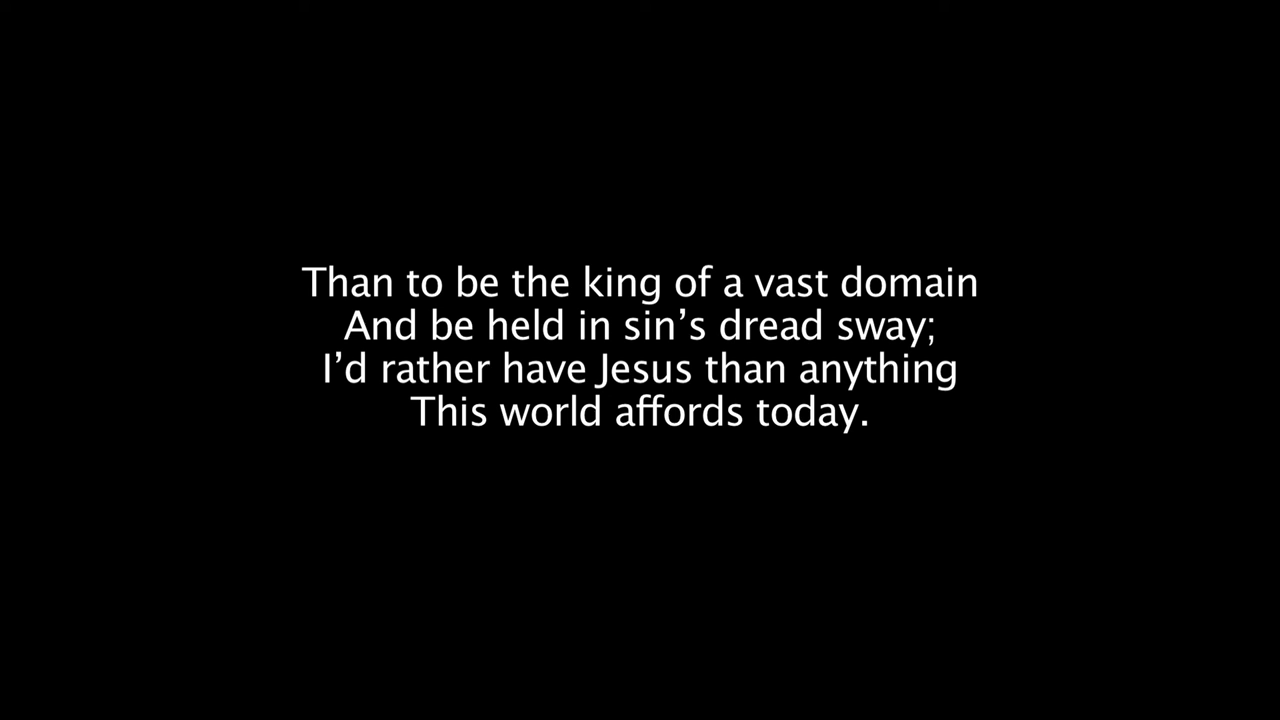 Than to be the king of a vast domain
And be held in sin’s dread sway;
I’d rather have Jesus than anything
This world affords today.